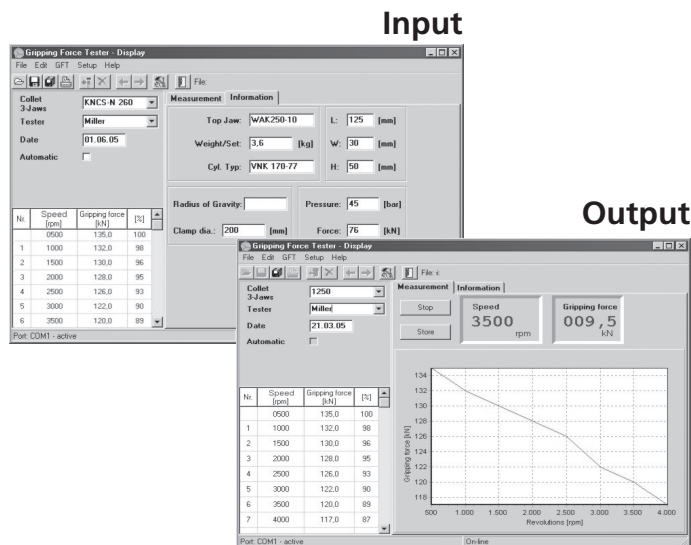 Input
Gripping Force Tester - Display
File Edit GFT Setup Help
File:
Collet
3-Jaws
KNCS-N 260
Tester
Miller
Date
01.06.05
Automatic
Measurement Information
Top Jaw: WAK250-10
L: 125 [mm]
Weight/Set: 3,6 [kg]
W: 30 [mm]
Cyl. Typ: VNK 170-77
H: 50 [mm]
Radius of Gravity:
Pressure: 45 [bar]
Clamp dia.: 200 [mm]
Force: 76 [kN]
Nr. Speed [rpm] Gripping force [kN] [%]
0500 135,0 100
1 1000 132,0 98
2 1500 130,0 96
3 2000 128,0 95
4 2500 126,0 93
5 3000 122,0 90
6 3500 120,0 89
Port: COM1 - active
Output
Gripping Force Tester - Display
File Edit GFT Setup Help
File: i:
Collet
3-Jaws
1250
Tester
Miller
Date
21.03.05
Automatic
Measurement Information
Stop
Store
Speed
3500
rpm
Gripping force
009,5
kN
Nr. Speed [rpm] Gripping force [kN] [%]
0500 135,0 100
1 1000 132,0 98
2 1500 130,0 96
3 2000 128,0 95
4 2500 126,0 93
5 3000 122,0 90
6 3500 120,0 89
7 4000 117,0 87
Gripping force [kN]
134
132
130
128
126
124
122
120
118
500 1.000 1.500 2.000 2.500 3.000 3.500 4.000
Revolutions [rpm]
Port: COM1 - active
On-line